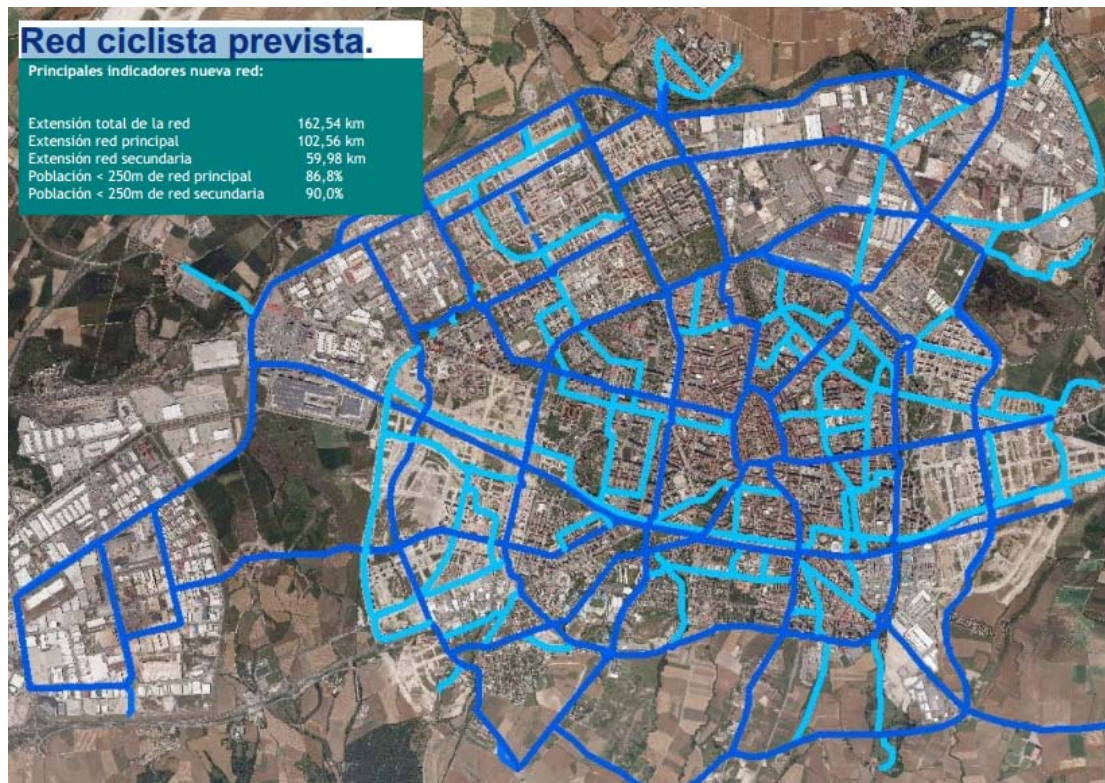 Red ciclista prevista.
Principales indicadores nueva red:
Extensión total de la red 162,54 km
Extensión red principal 102,56 km
Extensión red secundaria 59,98 km
Población < 250m de red principal 86,8%
Población < 250m de red secundaria 90,0%